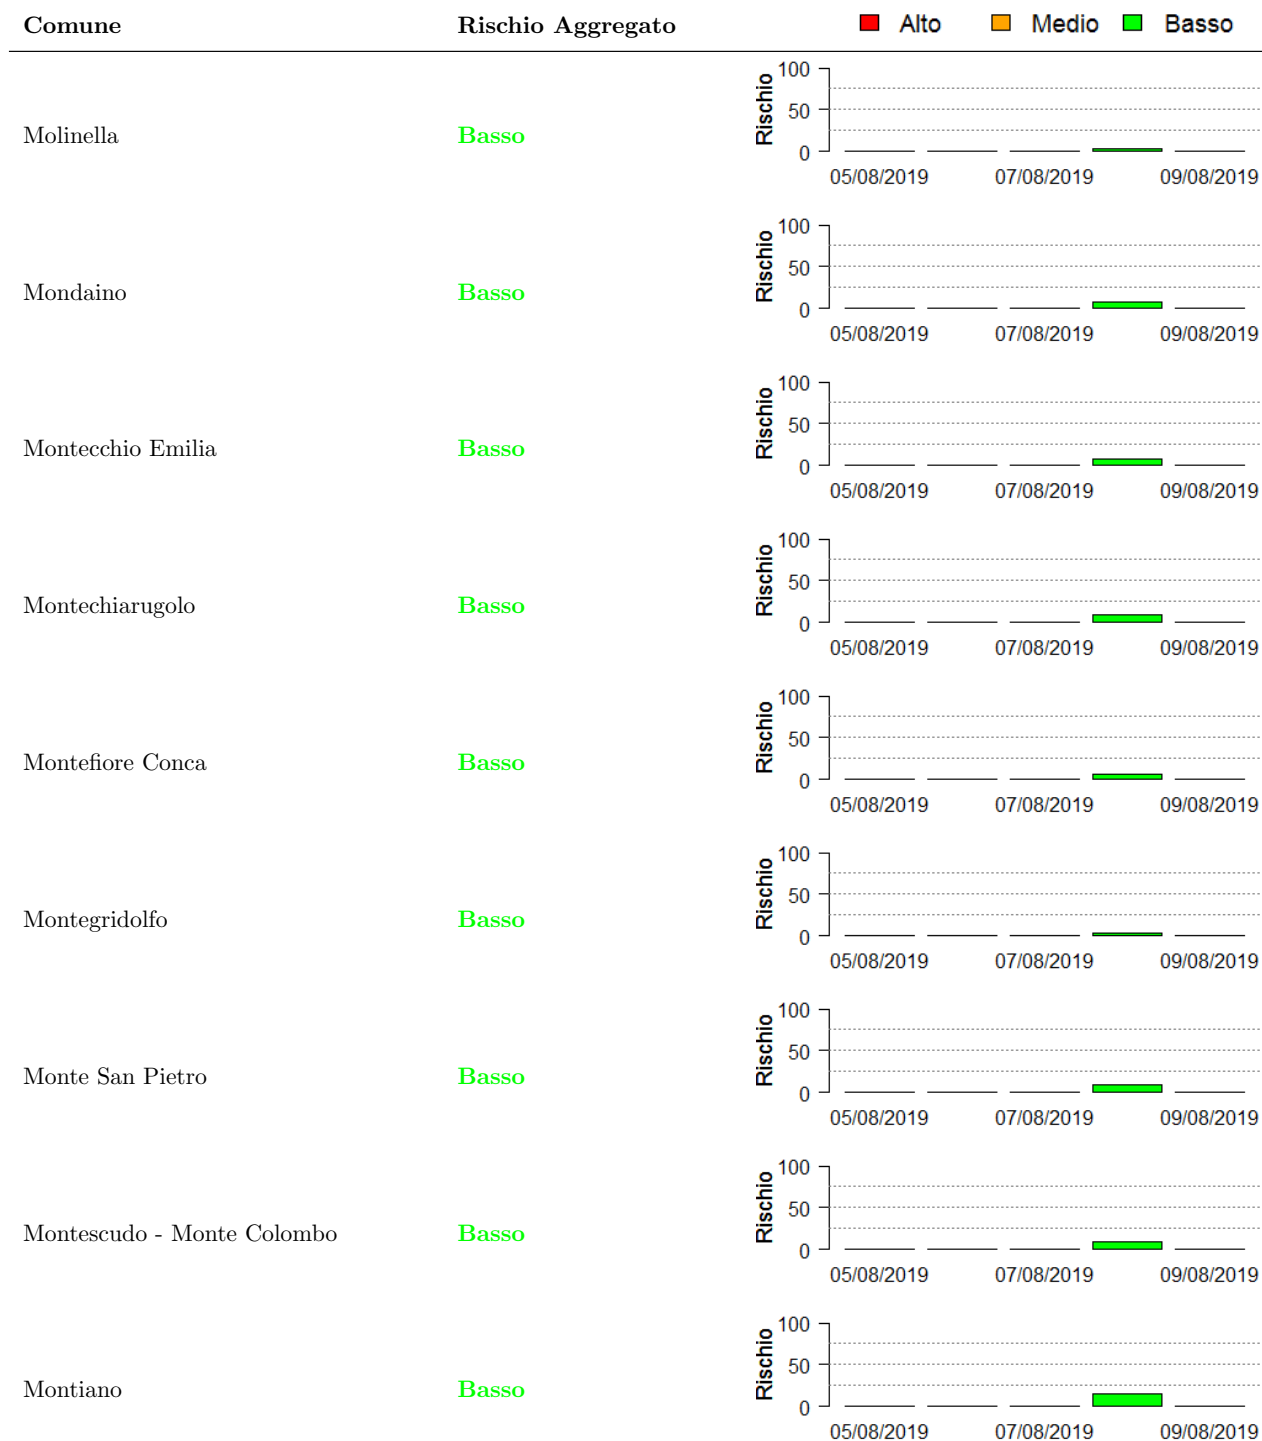 Comune Rischio Aggregato Alto Medio Basso
100
50
0
Rischio
Molinella Basso
05/08/2019 07/08/2019 09/08/2019
100
50
0
Rischio
Mondaino Basso
05/08/2019 07/08/2019 09/08/2019
100
50
0
Rischio
Montecchio Emilia Basso
05/08/2019 07/08/2019 09/08/2019
100
50
0
Rischio
Montechiarugolo Basso
05/08/2019 07/08/2019 09/08/2019
100
50
0
Rischio
Montefiore Conca Basso
05/08/2019 07/08/2019 09/08/2019
100
50
0
Rischio
Montegridolfo Basso
05/08/2019 07/08/2019 09/08/2019
100
50
0
Rischio
Monte San Pietro Basso
05/08/2019 07/08/2019 09/08/2019
100
50
0
Rischio
Montescudo - Monte Colombo Basso
05/08/2019 07/08/2019 09/08/2019
100
50
0
Rischio
Montiano Basso
05/08/2019 07/08/2019 09/08/2019